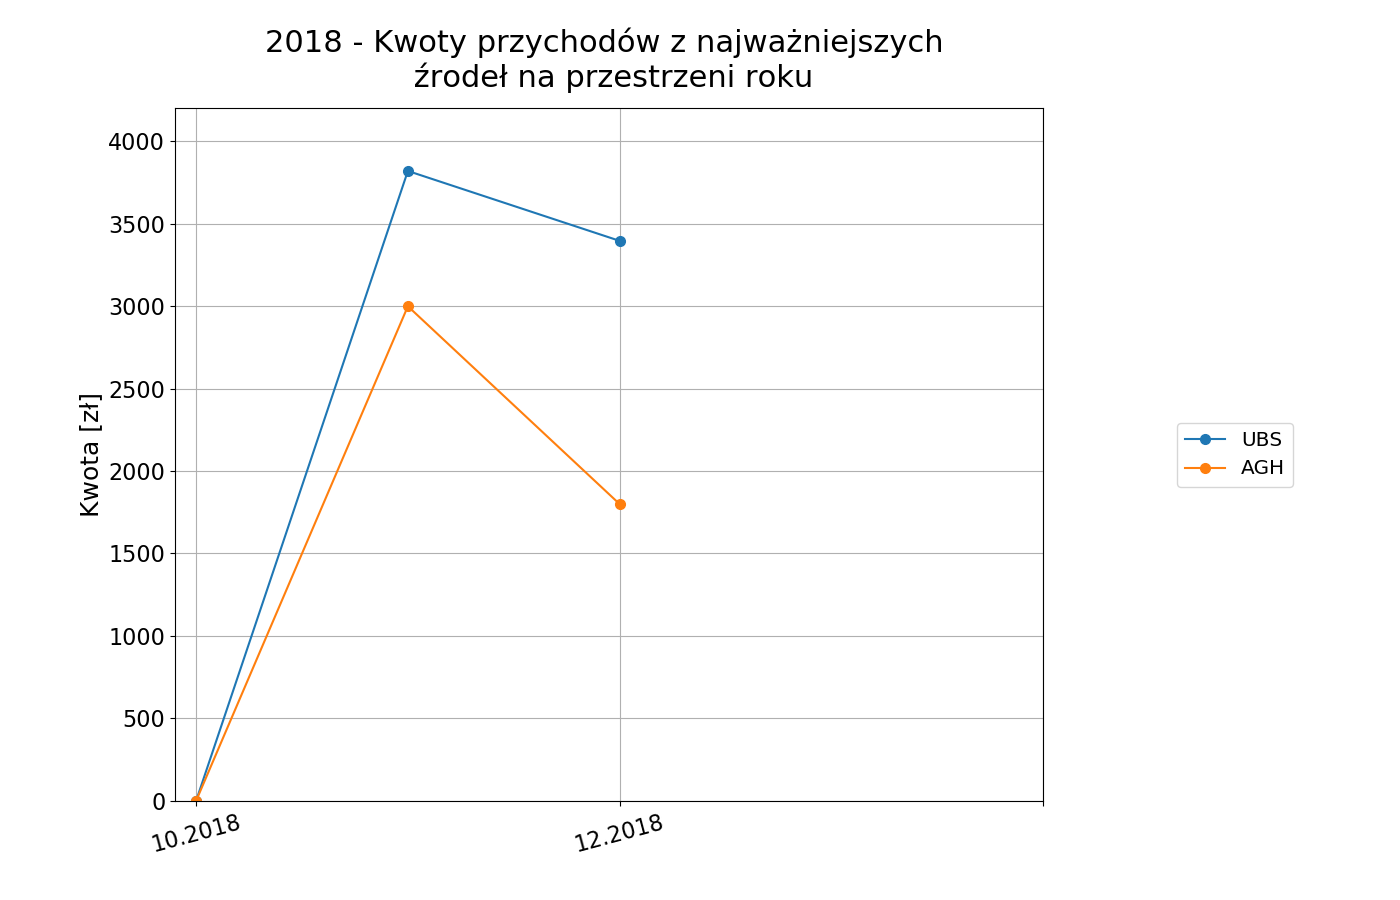 2018 - Kwoty przychodów z najważniejszych
źrodeł na przestrzeni roku
Kwota [zł]
4000
3500
3000
2500
2000
1500
1000
500
0
10.2018
12.2018
UBS
AGH